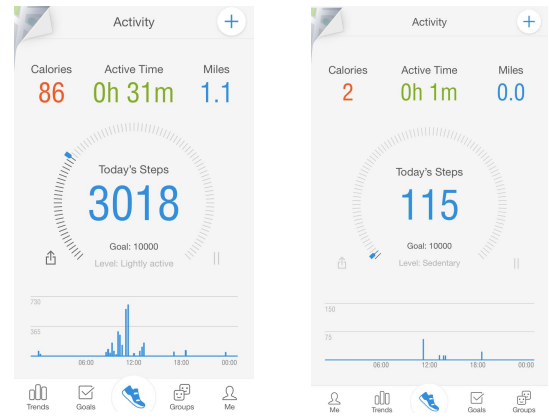 Activity
Calories Active Time Miles
86 0h 31m 1.1
Today's Steps
3018
Goal: 10000
Level: Lightly active
730
365
06:00 12:00 18:00 00:00
Trends Goals Groups Me
Activity
Calories Active Time Miles
2 0h 1m 0.0
Today's Steps
115
Goal: 10000
Level: Sedentary
150
75
06:00 12:00 18:00 00:00
Me Trends Goals Groups